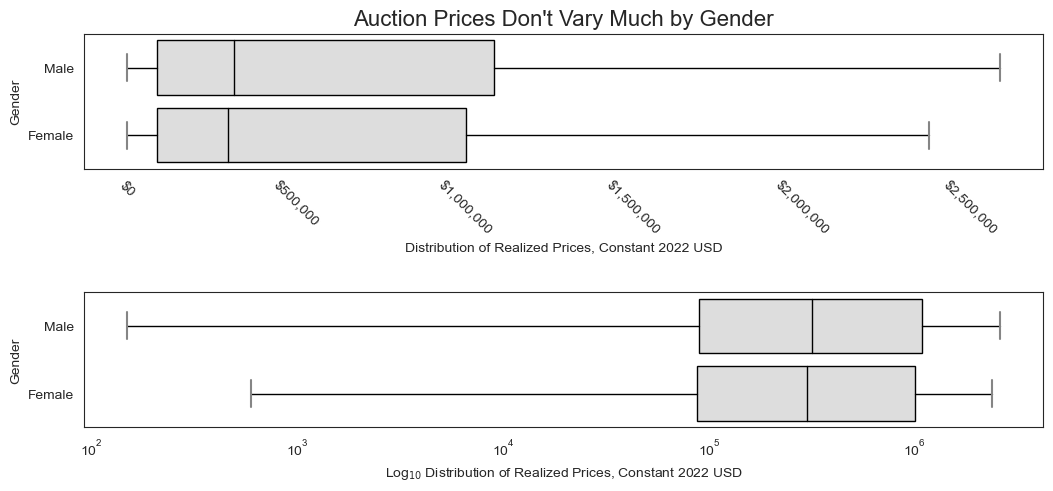 Auction Prices Don't Vary Much by Gender
Gender
Male
Female
$0
$500,000
$1,000,000
$1,500,000
$2,000,000
$2,500,000
Distribution of Realized Prices, Constant 2022 USD
Gender
Male
Female
10²
10³
10⁴
10⁵
10⁶
Log₁₀ Distribution of Realized Prices, Constant 2022 USD